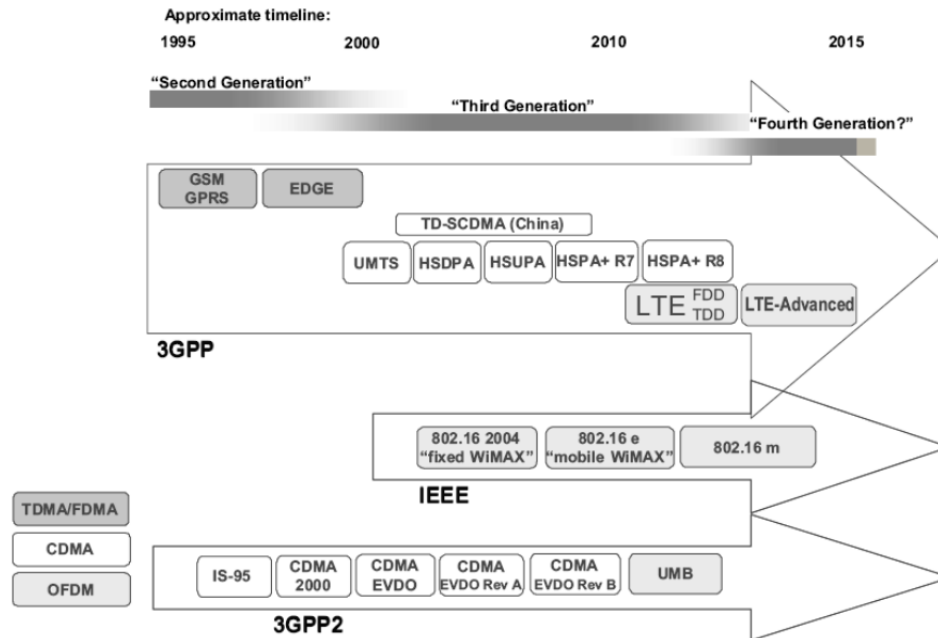 Approximate timeline:
1995 2000 2010 2015
“Second Generation”
“Third Generation”
“Fourth Generation?”
GSM
GPRS
EDGE
TD-SCDMA (China)
UMTS HSDPA HSUPA HSPA+ R7 HSPA+ R8
LTE FDD
TDD
LTE-Advanced
3GPP
802.16 2004
“fixed WiMAX”
802.16 e
“mobile WiMAX”
802.16 m
IEEE
TDMA/FDMA
CDMA
OFDM
IS-95
CDMA
2000
CDMA
EVDO
CDMA
EVDO Rev A
CDMA
EVDO Rev B
UMB
3GPP2